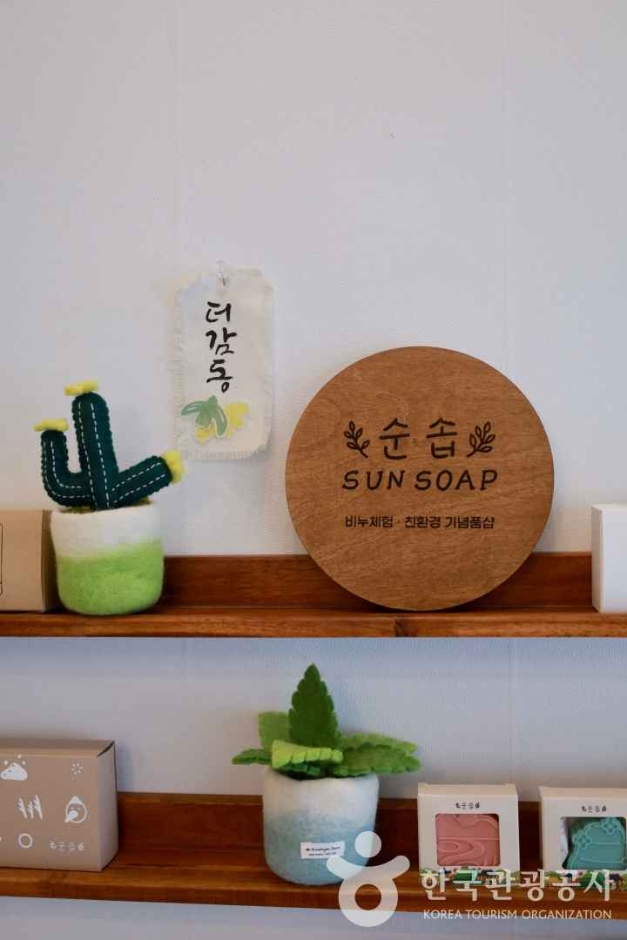 더
감
동
순 솝
SUN SOAP
비누체험 · 친환경 기념품샵
한국관광공사
KOREA TOURISM ORGANIZATION